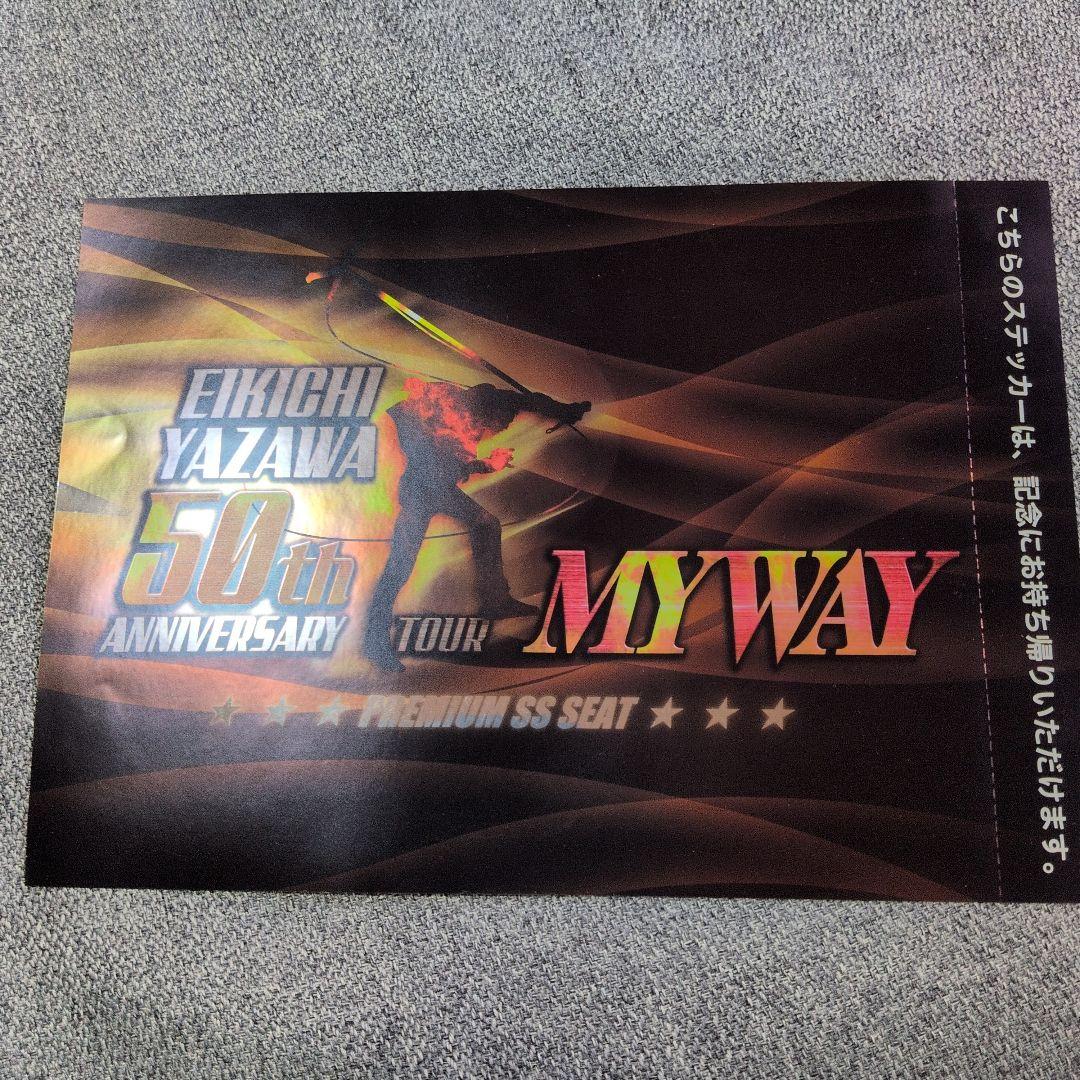 EIKICHI
YAZAWA
50th
ANNIVERSARY TOUR
MY WAY
★ ★ ★ PREMIUM SS SEAT ★ ★ ★
こちらのステッカーは、記念にお持ち帰りいただけます。